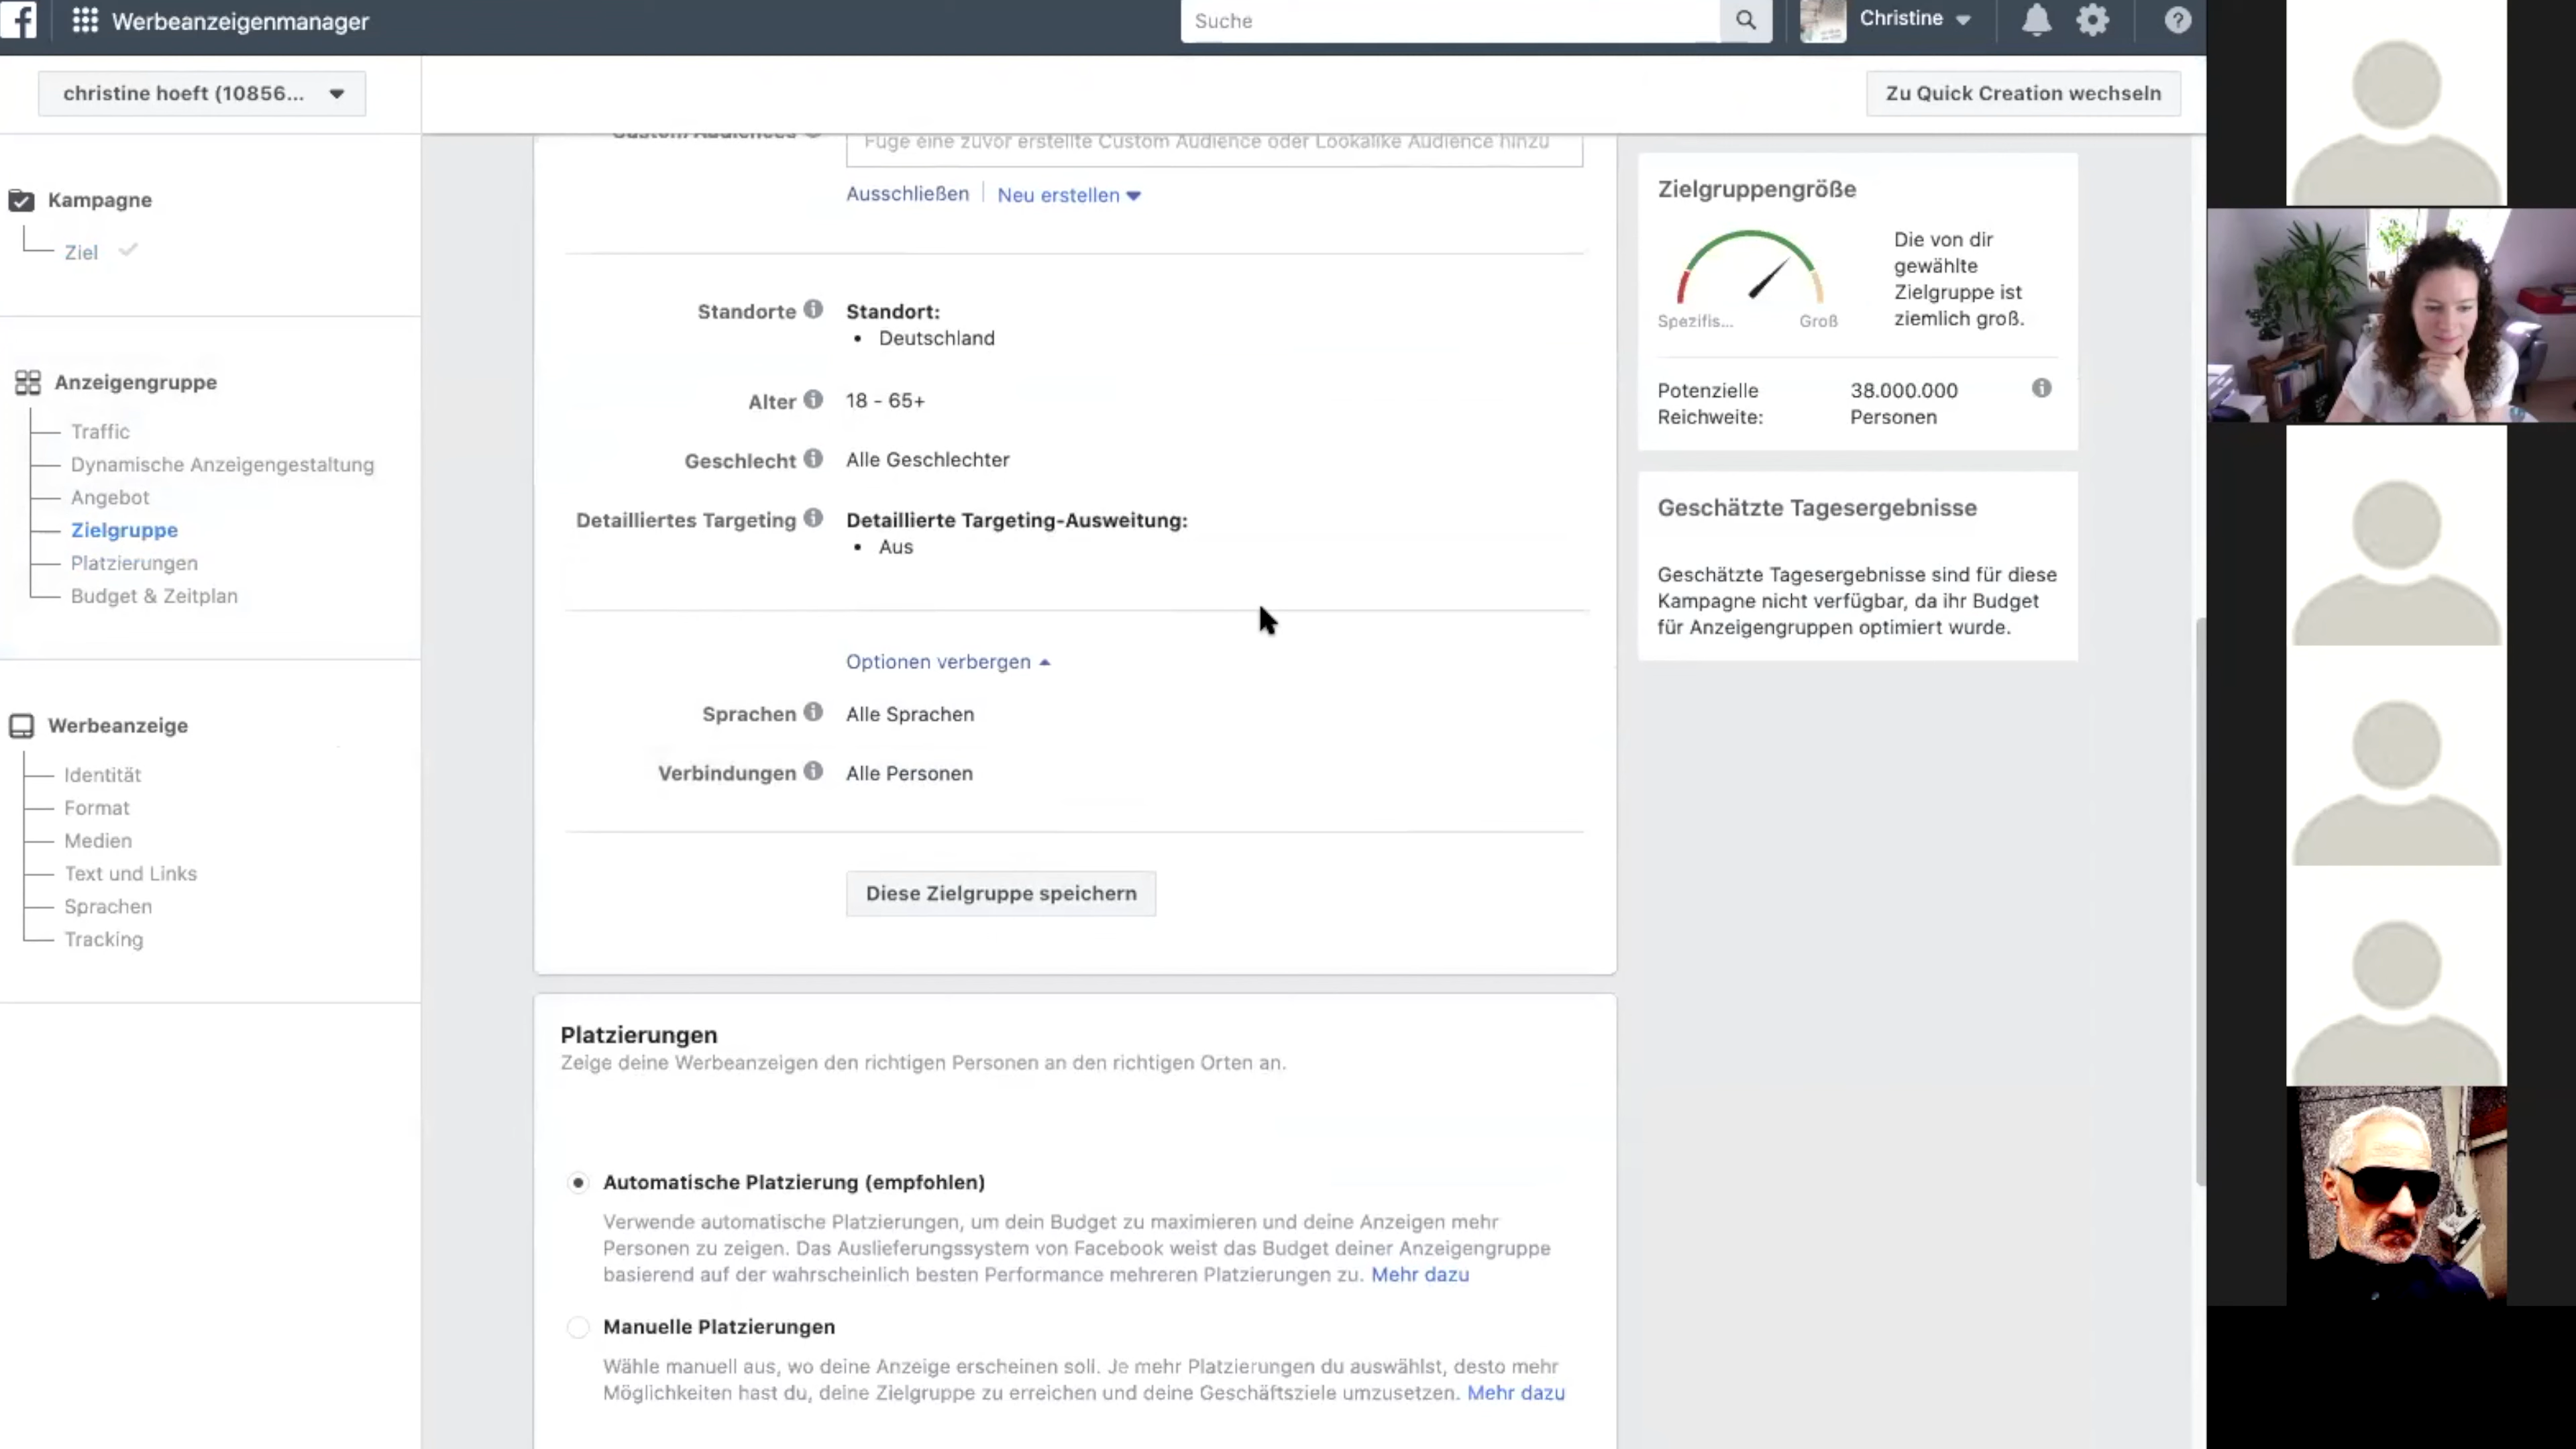 Werbeanzeigenmanager
Suche
Christine
christine hoeft (10856...
Zu Quick Creation wechseln
Kampagne
Ziel
Anzeigengruppe
Traffic
Dynamische Anzeigengestaltung
Angebot
Zielgruppe
Platzierungen
Budget & Zeitplan
Werbeanzeige
Identität
Format
Medien
Text und Links
Sprachen
Tracking
Custom Audiences
Füge eine zuvor erstellte Custom Audience oder Lookalike Audience hinzu
Ausschließen
Neu erstellen
Standorte
Standort:
• Deutschland
Alter
18 - 65+
Geschlecht
Alle Geschlechter
Detailliertes Targeting
Detaillierte Targeting-Ausweitung:
• Aus
Optionen verbergen
Sprachen
Alle Sprachen
Verbindungen
Alle Personen
Diese Zielgruppe speichern
Platzierungen
Zeige deine Werbeanzeigen den richtigen Personen an den richtigen Orten an.
Automatische Platzierung (empfohlen)
Verwende automatische Platzierungen, um dein Budget zu maximieren und deine Anzeigen mehr
Personen zu zeigen. Das Auslieferungssystem von Facebook weist das Budget deiner Anzeigengruppe
basierend auf der wahrscheinlich besten Performance mehreren Platzierungen zu. Mehr dazu
Manuelle Platzierungen
Wähle manuell aus, wo deine Anzeige erscheinen soll. Je mehr Platzierungen du auswählst, desto mehr
Möglichkeiten hast du, deine Zielgruppe zu erreichen und deine Geschäftsziele umzusetzen. Mehr dazu
Zielgruppengröße
Spezifis...
Groß
Die von dir
gewählte
Zielgruppe ist
ziemlich groß.
Potenzielle
Reichweite:
38.000.000
Personen
Geschätzte Tagesergebnisse
Geschätzte Tagesergebnisse sind für diese
Kampagne nicht verfügbar, da ihr Budget
für Anzeigengruppen optimiert wurde.